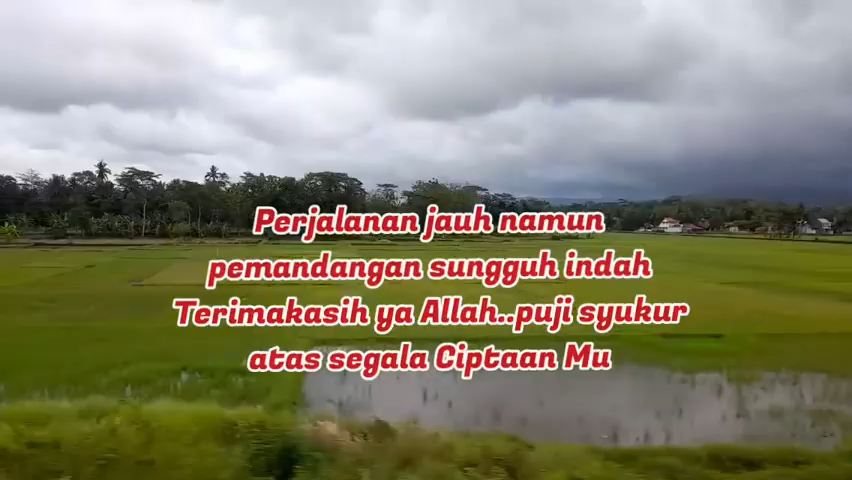 Perjalanan jauh namun
pemandangan sungguh indah
Terimakasih ya Allah..puji syukur
atas segala Ciptaan Mu